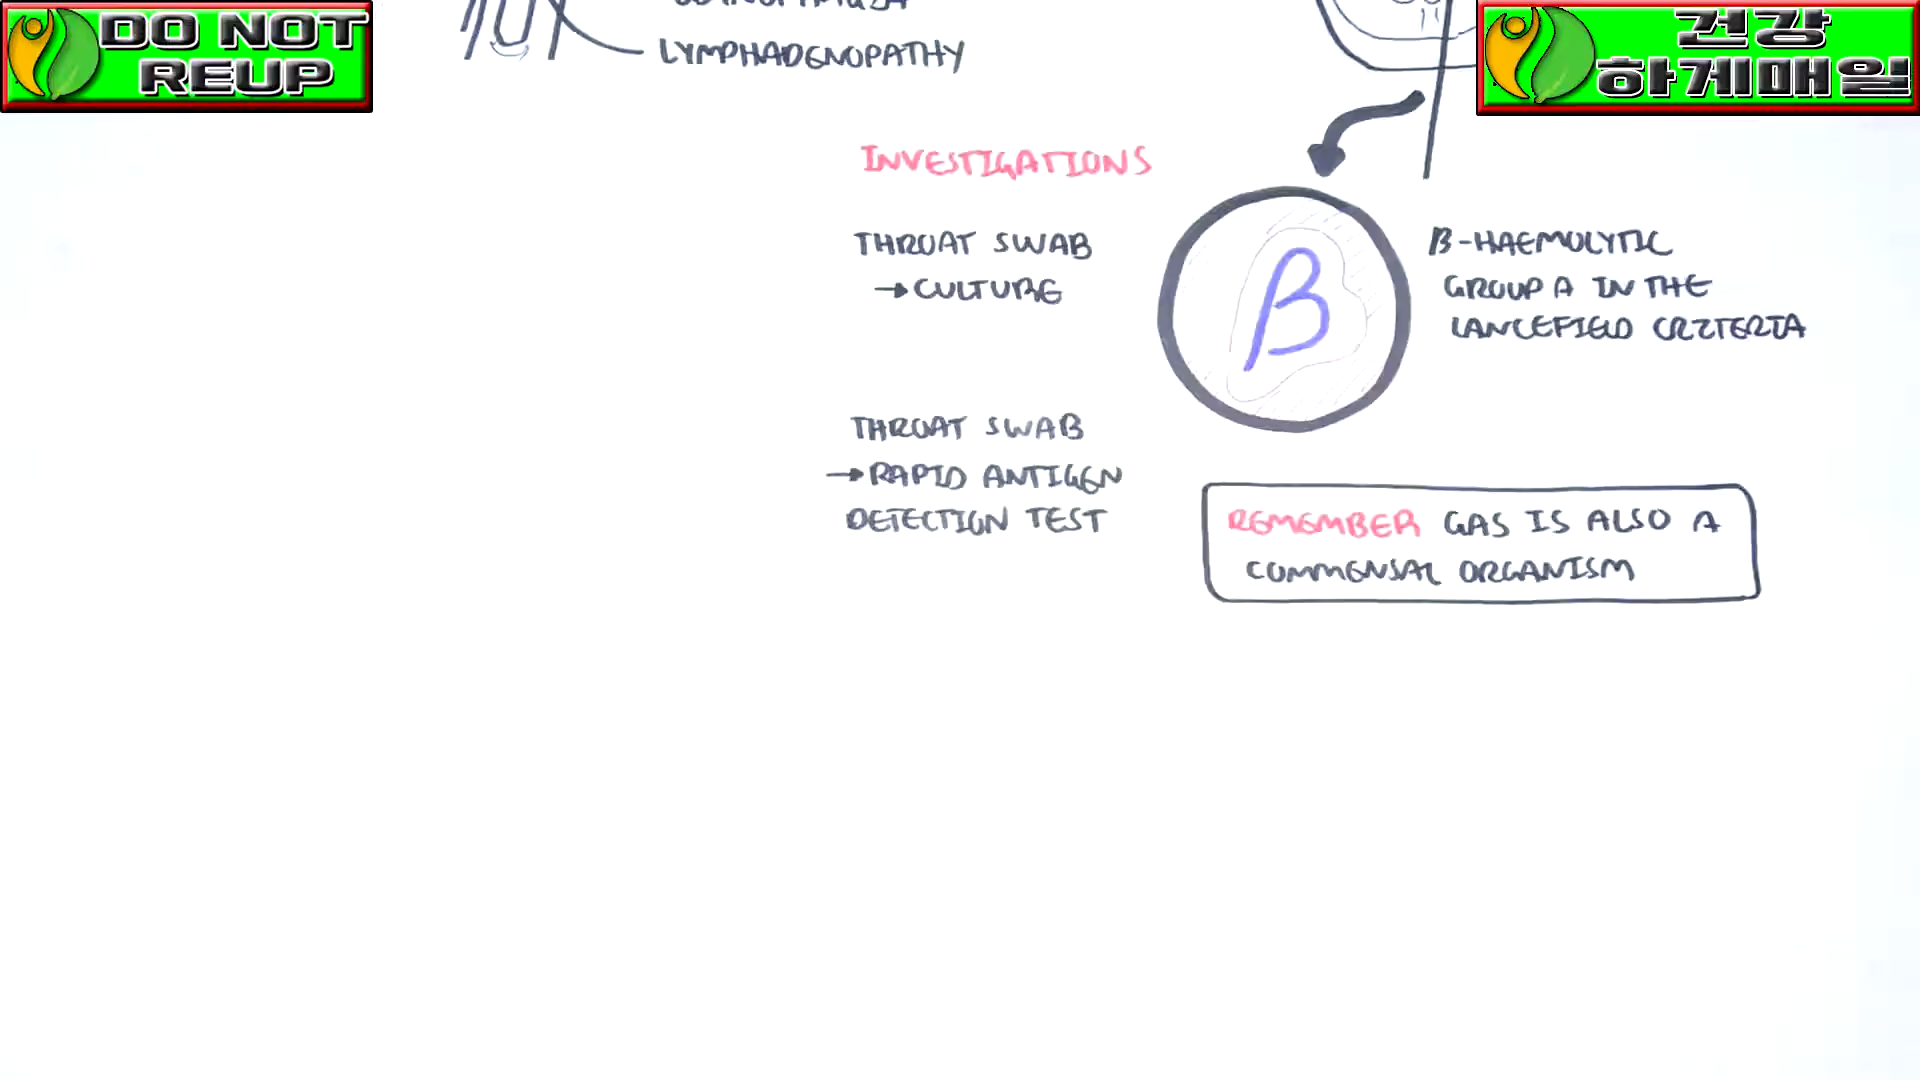 DO NOT
REUP
건강
하게매일
LYMPHADENOPATHY
INVESTIGATIONS
THROAT SWAB
→ CULTURE
β-HAEMOLYTIC
GROUP A IN THE
LANCEFIELD CRITERIA
β
THROAT SWAB
→ RAPID ANTIGEN
DETECTION TEST
REMEMBER GAS IS ALSO A
COMMENSAL ORGANISM